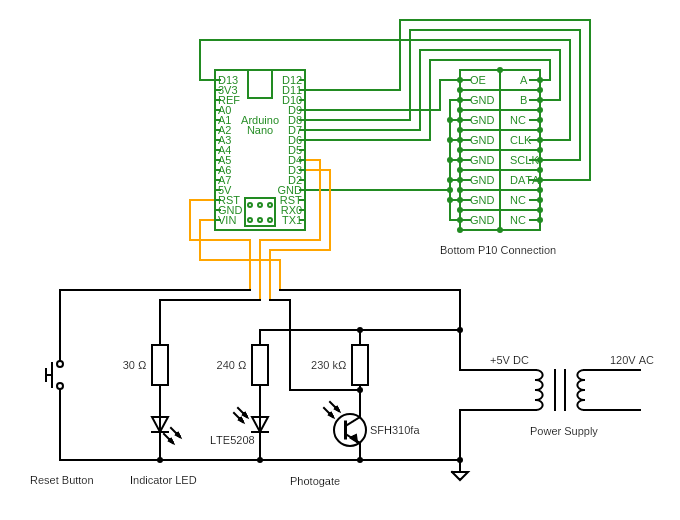 D13 D12
3V3 D11
REF D10
A0 D9
A1 D8
A2 D7
A3 D6
A4 D5
A5 D4
A6 D3
A7 D2
5V GND
RST RST
GND RX0
VIN TX1
Arduino
Nano
OE A
GND B
GND NC
GND CLK
GND SCLK
GND DATA
GND NC
GND NC
Bottom P10 Connection
30 Ω
240 Ω
230 kΩ
+5V DC
120V AC
LTE5208
SFH310fa
Power Supply
Reset Button
Indicator LED
Photogate